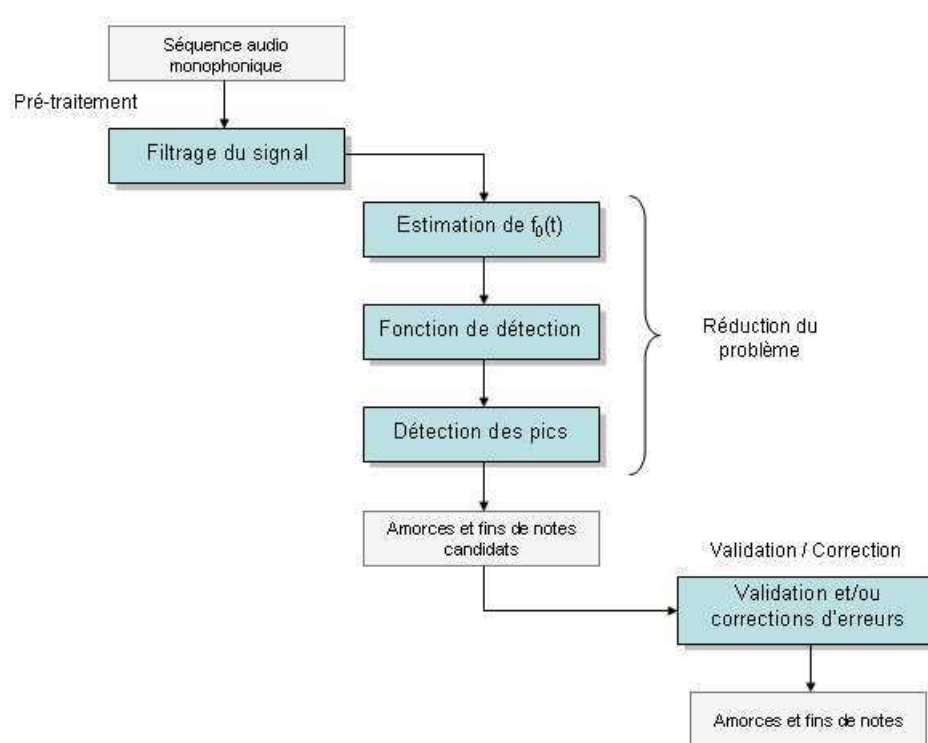 Séquence audio
monophonique
Pré-traitement
Filtrage du signal
Estimation de f0(t)
Fonction de détection
Réduction du
problème
Détection des pics
Amorces et fins de notes
candidats
Validation / Correction
Validation et/ou
corrections d'erreurs
Amorces et fins de notes